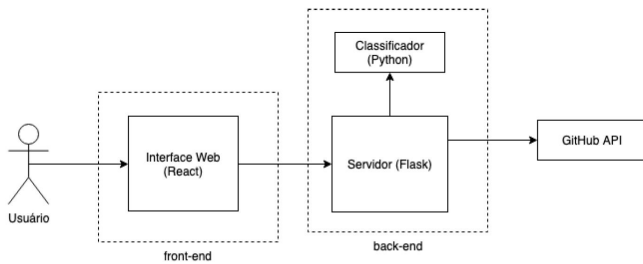 Classificador
(Python)
Interface Web
(React)
Servidor (Flask)
GitHub API
Usuário
front-end
back-end